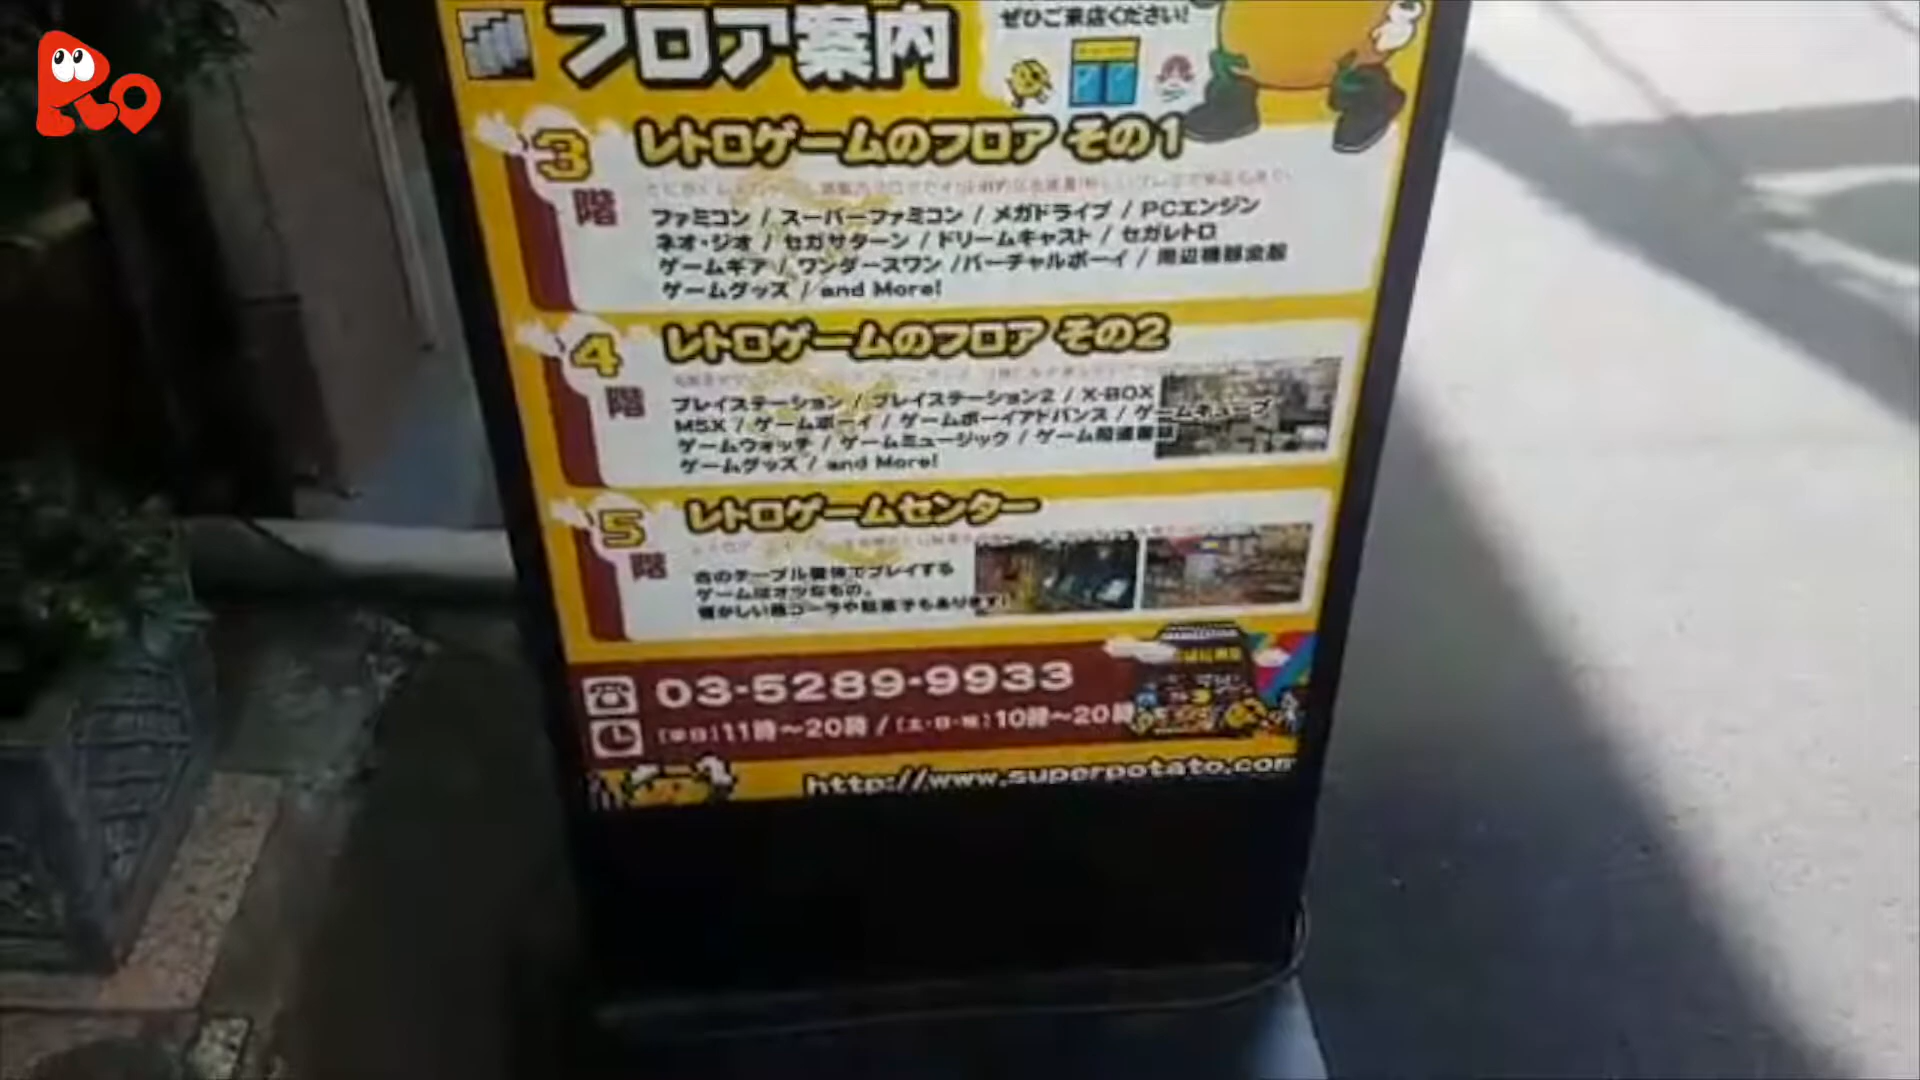 Ro
フロア案内
ぜひご来店ください!
3階
レトロゲームのフロア その1
ファミコン / スーパーファミコン / メガドライブ / PCエンジン
ネオ・ジオ / セガサターン / ドリームキャスト / セガレトロ
ゲームギア / ワンダースワン / バーチャルボーイ / 周辺機器全般
ゲームグッズ / and More!
4階
レトロゲームのフロア その2
プレイステーション / プレイステーション2 / X-BOX
MSX / ゲームボーイ / ゲームボーイアドバンス / ゲームキューブ
ゲームウォッチ / ゲームミュージック / ゲーム関連書籍
ゲームグッズ / and More!
5階
レトロゲームセンター
古のテーブル筐体でプレイする
ゲームはオツなもの。
懐かしい瓶コーラや駄菓子もあります!
03-5289-9933
[平日]11時～20時 / [土・日・祝]10時～20時
http://www.superpotato.com